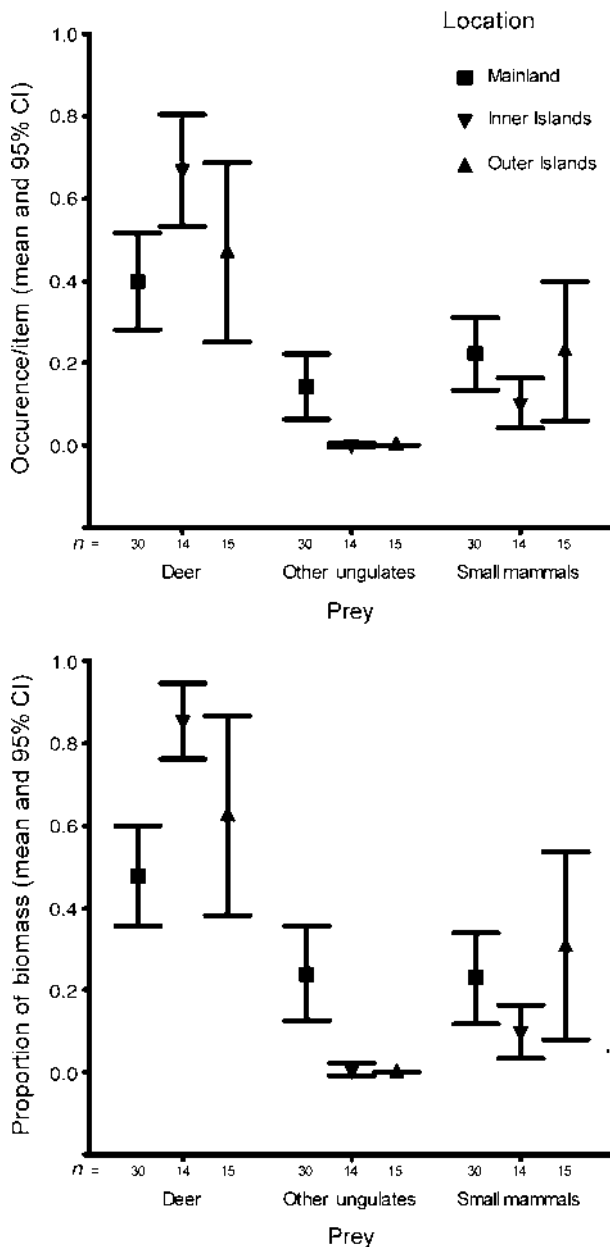 Location
Mainland
Inner Islands
Outer Islands
Occurence/item (mean and 95% CI)
1.0
0.8
0.6
0.4
0.2
0.0
n = 30 14 15 30 14 15 30 14 15
Deer Other ungulates Small mammals
Prey
Proportion of biomass (mean and 95% CI)
1.0
0.8
0.6
0.4
0.2
0.0
n = 30 14 15 30 14 15 30 14 15
Deer Other ungulates Small mammals
Prey